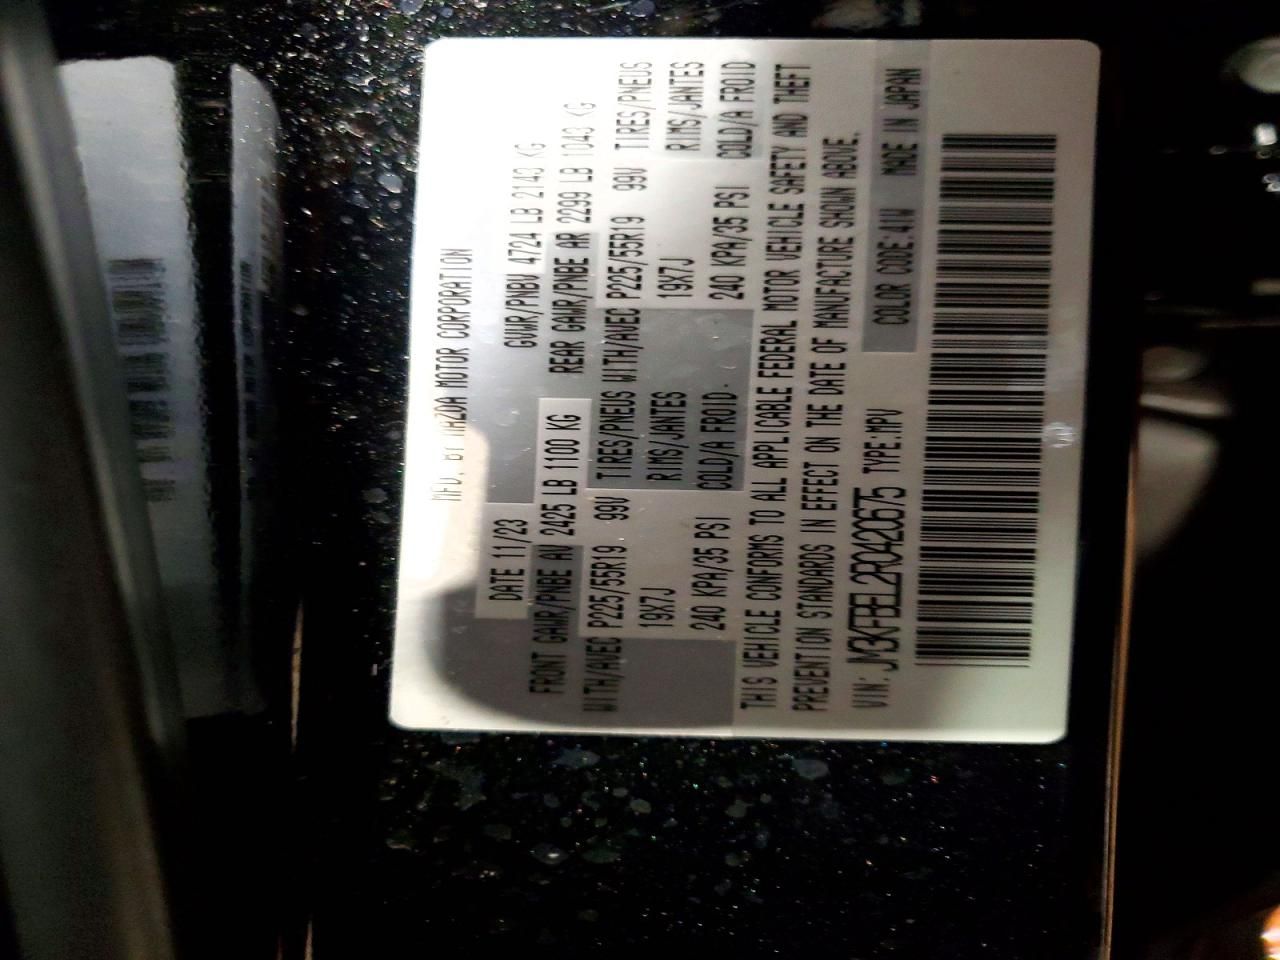 MFD. BY MAZDA MOTOR CORPORATION
DATE 11/23 GVWR/PNBV 4724 LB 2143 KG
FRONT GAWR/PNBE AV 2425 LB 1100 KG REAR GAWR/PNBE AR 2299 LB 1043 KG
WITH/AVEC P225/55R19 99V TIRES/PNEUS WITH/AVEC P225/55R19 99V TIRES/PNEUS
19X7J RIMS/JANTES 19X7J RIMS/JANTES
240 KPA/35 PSI COLD/A FROID. 240 KPA/35 PSI COLD/A FROID
THIS VEHICLE CONFORMS TO ALL APPLICABLE FEDERAL MOTOR VEHICLE SAFETY AND THEFT
PREVENTION STANDARDS IN EFFECT ON THE DATE OF MANUFACTURE SHOWN ABOVE.
VIN: JM3KFBEL2R0420675 TYPE:MPV COLOR CODE:41W MADE IN JAPAN